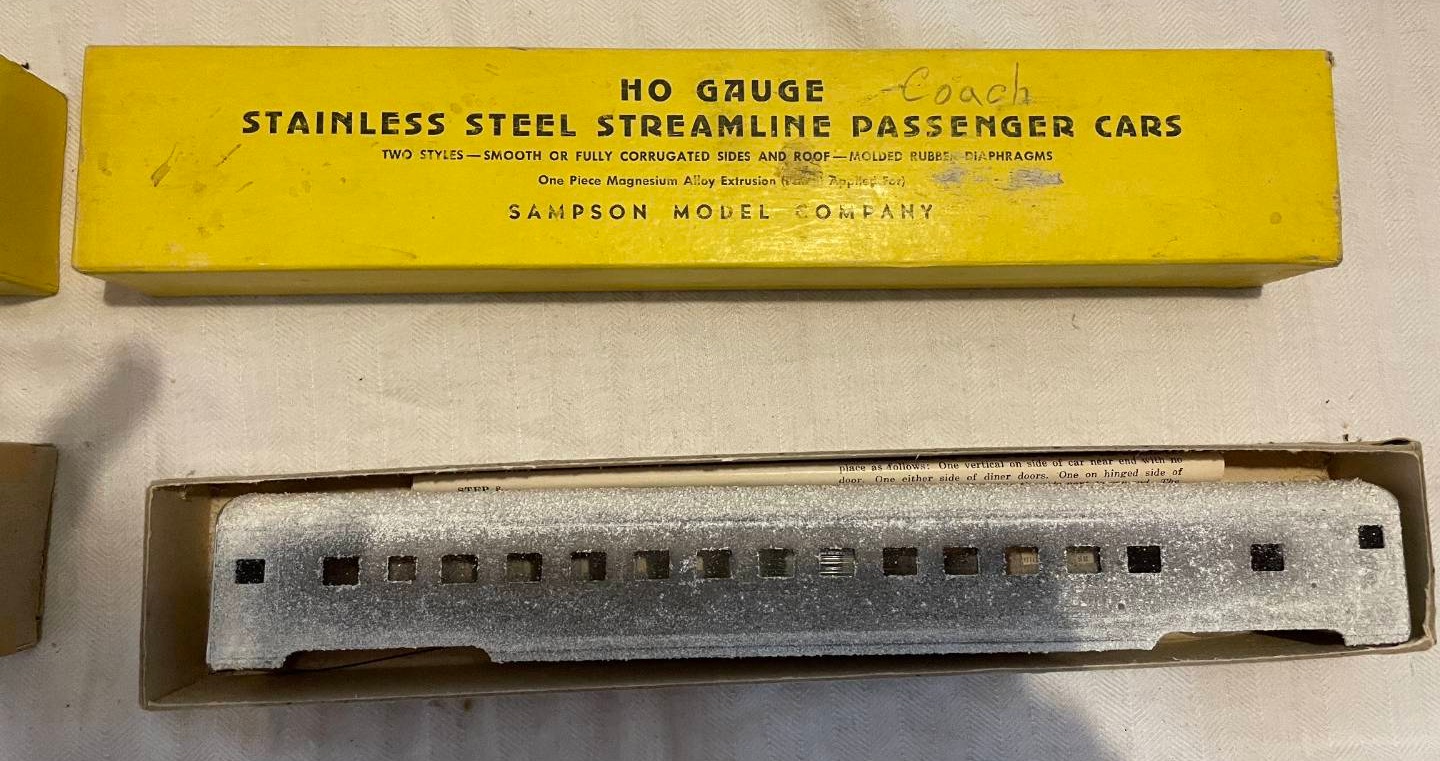 HO GAUGE
Coach
STAINLESS STEEL STREAMLINE PASSENGER CARS
TWO STYLES—SMOOTH OR FULLY CORRUGATED SIDES AND ROOF—MOLDED RUBBER DIAPHRAGMS
One Piece Magnesium Alloy Extrusion (Applied For)
SAMPSON MODEL COMPANY
place as follows: One vertical on side of car near end with no
STEP
door. One either side of diner doors. One on hinged side of